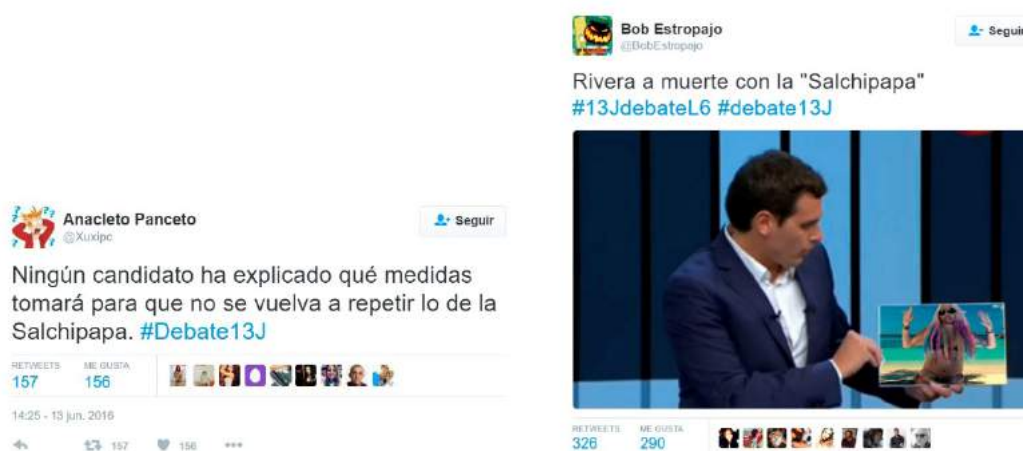 Anacleto Panceto
@Xuxipc
Seguir
Ningún candidato ha explicado qué medidas
tomará para que no se vuelva a repetir lo de la
Salchipapa. #Debate13J
RETWEETS ME GUSTA
157 156
14:25 - 13 jun. 2016
157 156
Bob Estropajo
@BobEstropajo
Seguir
Rivera a muerte con la "Salchipapa"
#13JdebateL6 #debate13J
RETWEETS ME GUSTA
326 290